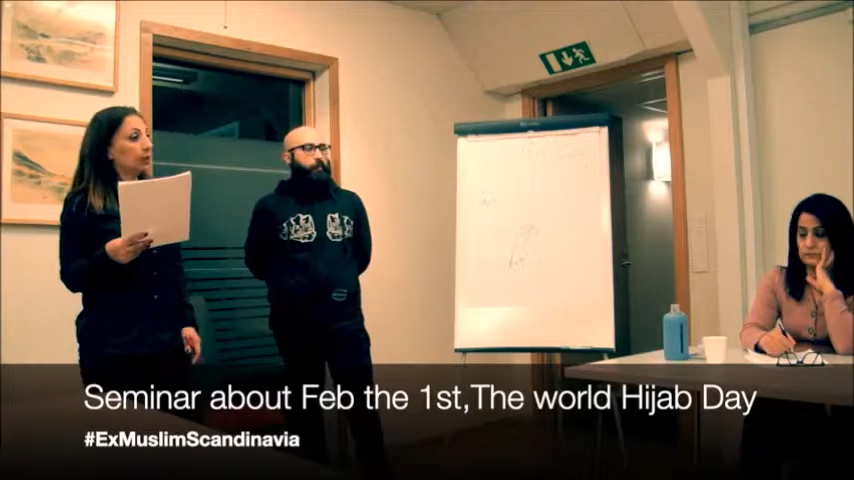 Seminar about Feb the 1st,The world Hijab Day
#ExMuslimScandinavia